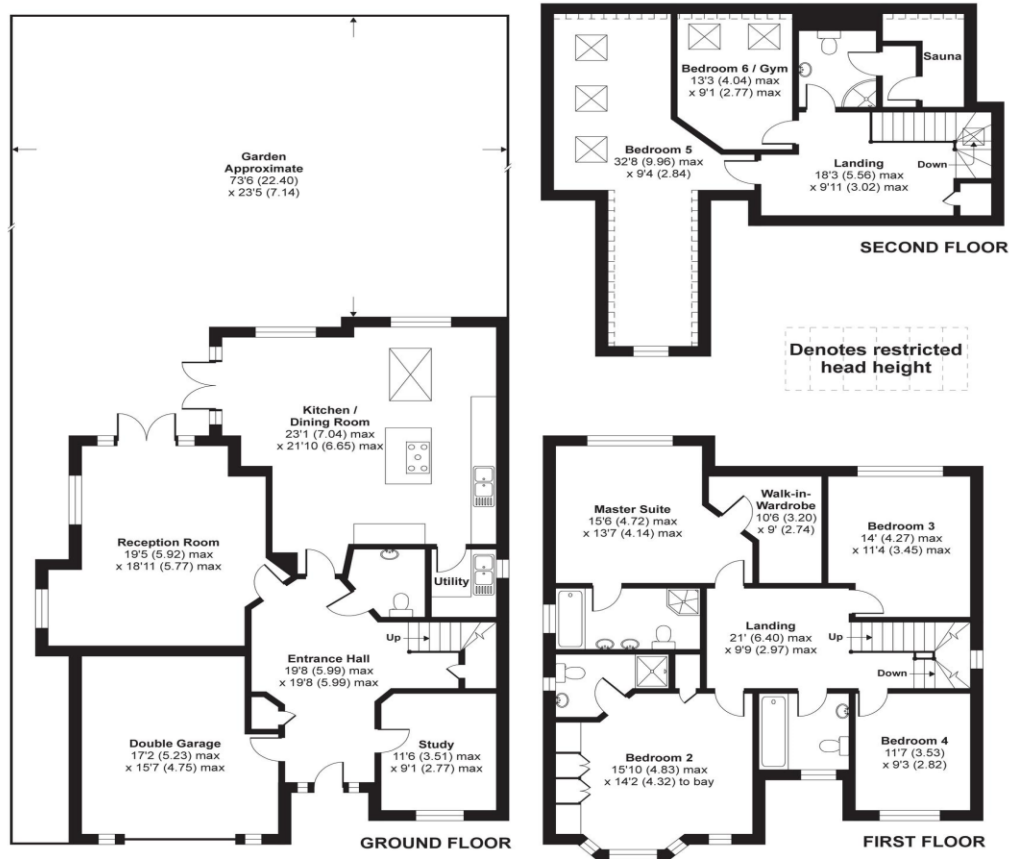 Garden
Approximate
73'6 (22.40)
x 23'5 (7.14)
Kitchen /
Dining Room
23'1 (7.04) max
x 21'10 (6.65) max
Reception Room
19'5 (5.92) max
x 18'11 (5.77) max
Utility
Up
Entrance Hall
19'8 (5.99) max
x 19'8 (5.99) max
Double Garage
17'2 (5.23) max
x 15'7 (4.75) max
Study
11'6 (3.51) max
x 9'1 (2.77) max
GROUND FLOOR
Bedroom 6 / Gym
13'3 (4.04) max
x 9'1 (2.77) max
Sauna
Bedroom 5
32'8 (9.96) max
x 9'4 (2.84) max
Landing
18'3 (5.56) max
x 9'11 (3.02) max
Down
SECOND FLOOR
Denotes restricted
head height
Master Suite
15'6 (4.72) max
x 13'7 (4.14) max
Walk-in-
Wardrobe
10'6 (3.20)
x 9' (2.74)
Bedroom 3
14' (4.27) max
x 11'4 (3.45) max
Landing
21' (6.40) max
x 9'9 (2.97) max
Up
Down
Bedroom 2
15'10 (4.83) max
x 14'2 (4.32) to bay
Bedroom 4
11'7 (3.53)
x 9'3 (2.82)
FIRST FLOOR